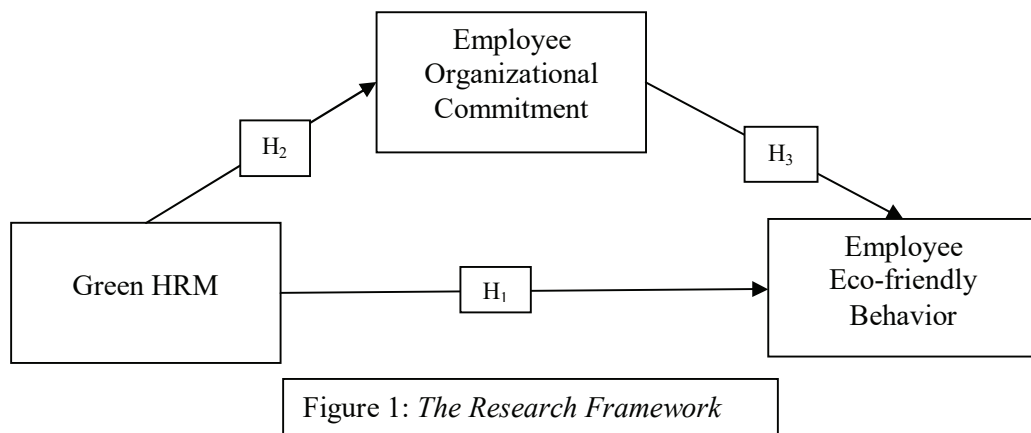 Employee
Organizational
Commitment
H₂
H₃
Green HRM
H₁
Employee
Eco-friendly
Behavior
Figure 1: The Research Framework